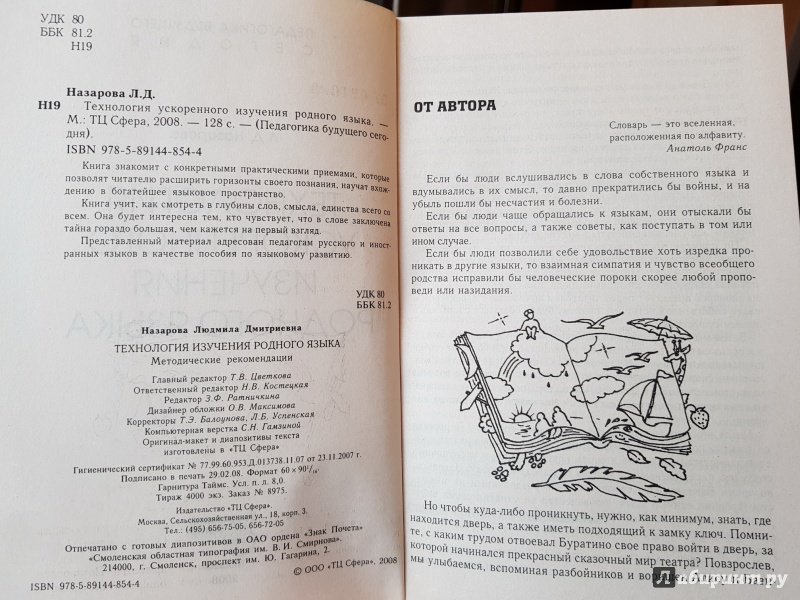 УДК 80
ББК 81.2
Н19
Назарова Л.Д.
Н19 Технология ускоренного изучения родного языка. —
М.: ТЦ Сфера, 2008. — 128 с. — (Педагогика будущего сего-
дня).
ISBN 978-5-89144-854-4
Книга знакомит с конкретными практическими приемами, которые
позволят читателю расширить горизонты своего познания, научат вхож-
дению в богатейшее языковое пространство.
Книга учит, как смотреть в глубины слов, смысла, единства всего со
всем. Она будет интересна тем, кто чувствует, что в слове заключена
тайна гораздо большая, чем кажется на первый взгляд.
Представленный материал адресован педагогам русского и иност-
ранных языков в качестве пособия по языковому развитию.
УДК 80
ББК 81.2
Назарова Людмила Дмитриевна
ТЕХНОЛОГИЯ ИЗУЧЕНИЯ РОДНОГО ЯЗЫКА
Методические рекомендации
Главный редактор Т.В. Цветкова
Ответственный редактор Н.В. Костецкая
Редактор З.Ф. Ратничкина
Дизайнер обложки О.В. Максимова
Корректоры Т.Э. Балоунова, Л.Б. Успенская
Компьютерная верстка С.Н. Гамзиной
Оригинал-макет и диапозитивы текста
изготовлены в «ТЦ Сфера»
Гигиенический сертификат № 77.99.60.953.Д.013738.11.07 от 23.11.2007 г.
Подписано в печать 29.02.08. Формат 60×90 1/16.
Гарнитура Таймс. Усл. п. л. 8,0.
Тираж 4000 экз. Заказ № 8975.
Издательство «ТЦ Сфера».
Москва, Сельскохозяйственная ул., 18, корп. 3.
Тел.: (495) 656-75-05, 656-72-05
Отпечатано с готовых диапозитивов в ОАО ордена «Знак Почета»
«Смоленская областная типография им. В. И. Смирнова».
214000, г. Смоленск, проспект им. Ю. Гагарина, 2.
© ООО «ТЦ Сфера», 2008
ISBN 978-5-89144-854-4
ОТ АВТОРА
Словарь — это вселенная,
расположенная по алфавиту.
Анатоль Франс
Если бы люди вслушивались в слова собственного языка и
вдумывались в их смысл, то давно прекратились бы войны, и на
убыль пошли бы несчастия и болезни.
Если бы люди чаще обращались к языкам, они отыскали бы
ответы на все вопросы, а также советы, как поступать в том или
ином случае.
Если бы люди позволили себе удовольствие хоть изредка про-
никать в другие языки, то взаимная симпатия и чувство всеобщего
родства исправили бы человеческие пороки скорее любой пропо-
веди или назидания.
Но чтобы куда-либо проникнуть, нужно, как минимум, знать, где
находится дверь, а также иметь подходящий к замку ключ. Помни-
те, с каким трудом отвоевал Буратино свое право войти в дверь, за
которой начинался прекрасный сказочный мир театра? Повзрослев,
мы улыбаемся, вспоминая разбойников и
Лабиринт.ру